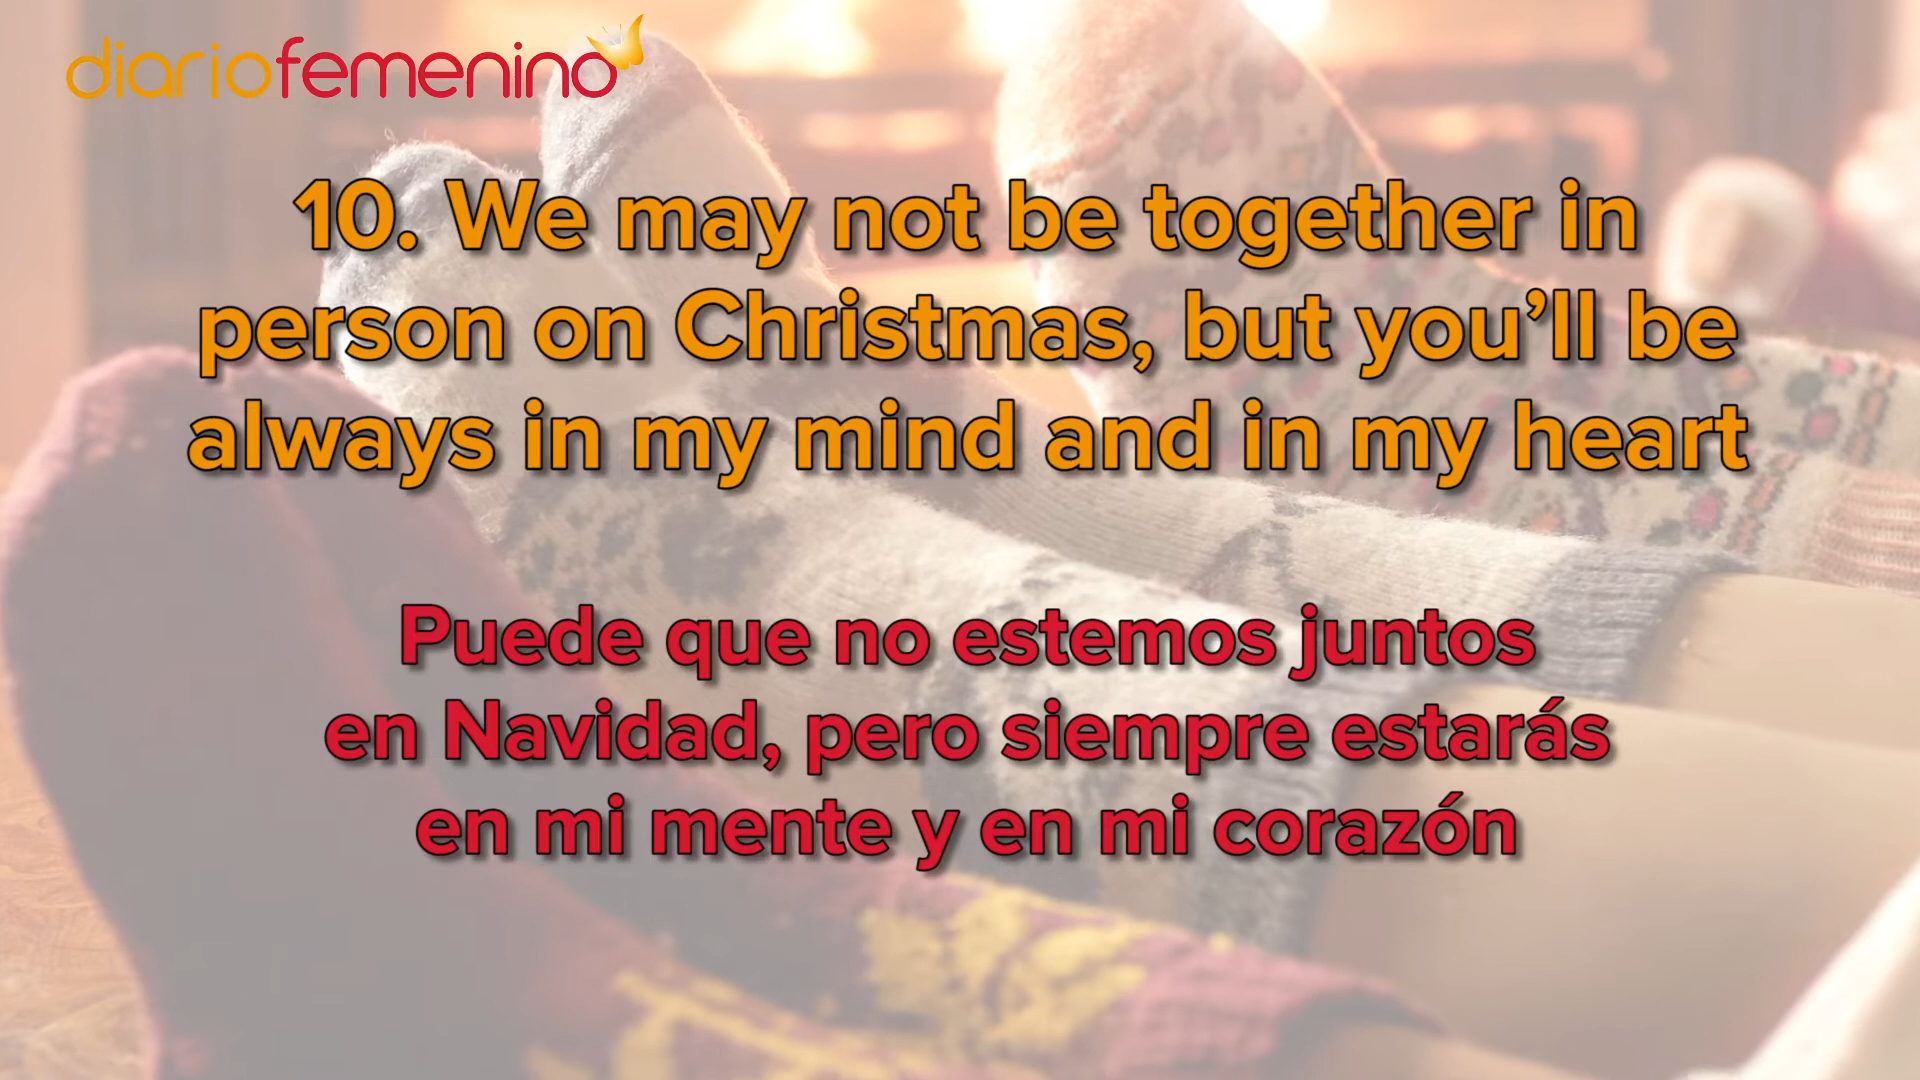 diariofemenino
10. We may not be together in
person on Christmas, but you’ll be
always in my mind and in my heart
Puede que no estemos juntos
en Navidad, pero siempre estarás
en mi mente y en mi corazón